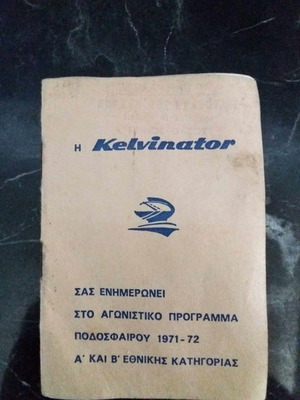 Η Kelvinator
ΣΑΣ ΕΝΗΜΕΡΩΝΕΙ
ΣΤΟ ΑΓΩΝΙΣΤΙΚΟ ΠΡΟΓΡΑΜΜΑ
ΠΟΔΟΣΦΑΙΡΟΥ 1971-72
Α' ΚΑΙ Β' ΕΘΝΙΚΗΣ ΚΑΤΗΓΟΡΙΑΣ